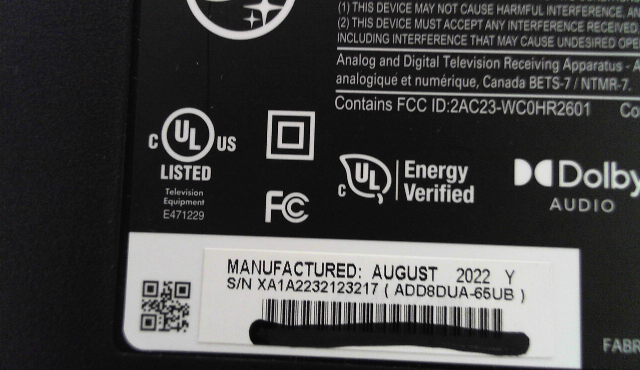 (1) THIS DEVICE MAY NOT CAUSE HARMFUL INTERFERENCE, AN
(2) THIS DEVICE MUST ACCEPT ANY INTERFERENCE RECEIVED
INCLUDING INTERFERENCE THAT MAY CAUSE UNDESIRED OPE
Analog and Digital Television Receiving Apparatus - A
analogique et numérique, Canada BETS-7 / NTMR-7.
Contains FCC ID:2AC23-WC0HR2601 Co
C UL US
LISTED
Television
Equipment
E471229
FC
C UL Energy
Verified
Dolby
AUDIO
MANUFACTURED: AUGUST 2022 Y
S/N XA1A2232123217 ( ADD8DUA-65UB )
FABR